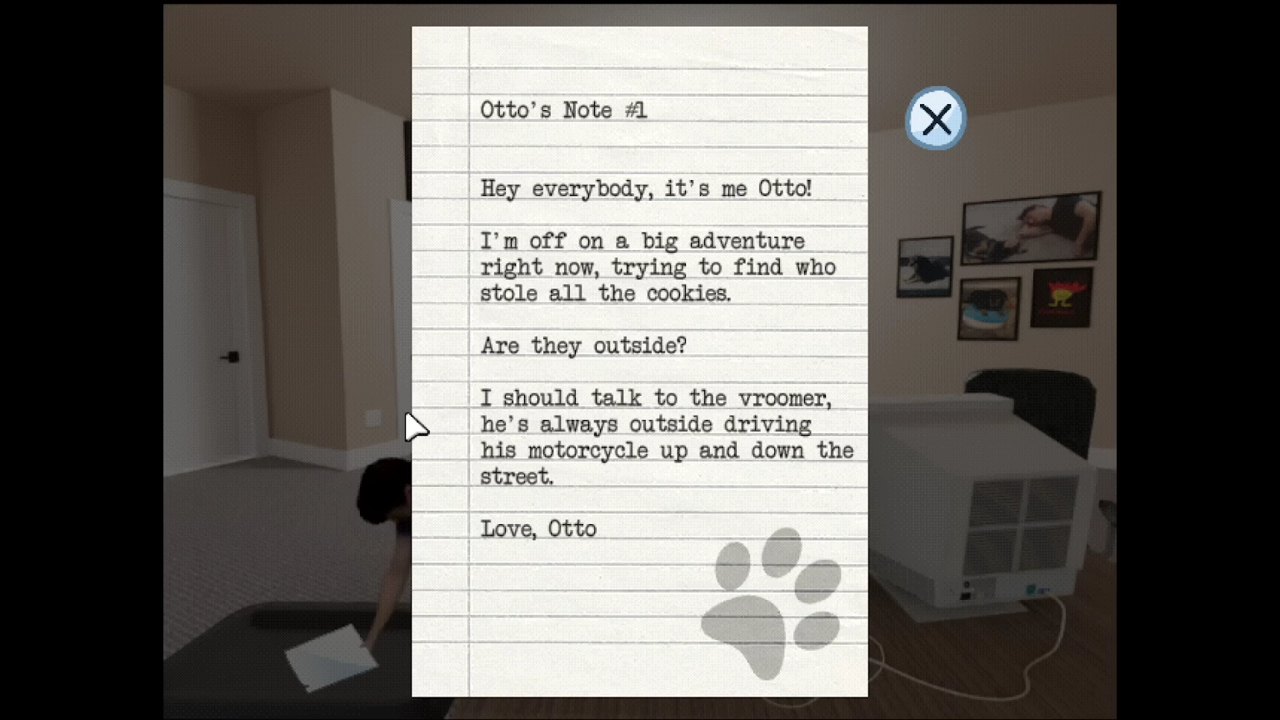 Otto's Note #1
Hey everybody, it's me Otto!
I'm off on a big adventure
right now, trying to find who
stole all the cookies.
Are they outside?
I should talk to the vroomer,
he's always outside driving
his motorcycle up and down the
street.
Love, Otto